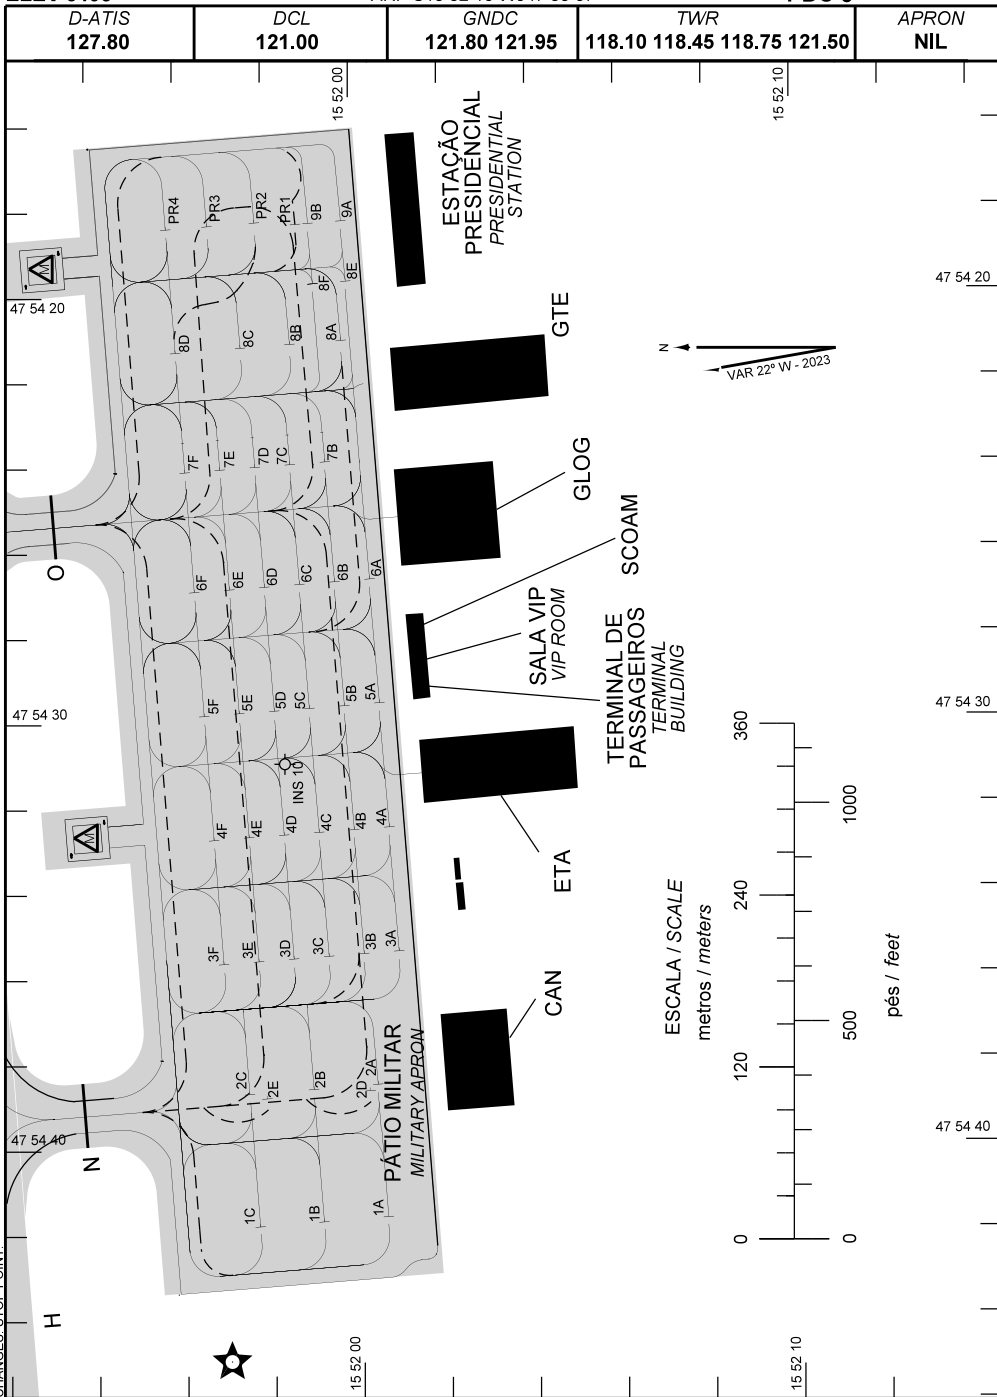 D-ATIS
127.80
DCL
121.00
GNDC
121.80 121.95
TWR
118.10 118.45 118.75 121.50
APRON
NIL
15 52 00
15 52 10
ESTAÇÃO
PRESIDENCIAL
PRESIDENTIAL
STATION
PR4
PR3
PR2
PR1
9B
9A
M
47 54 20
47 54 20
8F
8E
8D
8C
8B
8A
GTE
N
VAR 22º W - 2023
7F
7E
7D
7C
7B
GLOG
SCOAM
O
6F
6E
6D
6C
6B
6A
SALA VIP
VIP ROOM
TERMINAL DE
PASSAGEIROS
TERMINAL
BUILDING
5F
5E
5D
5C
5B
5A
47 54 30
47 54 30
INS 10
M
4F
4E
4D
4C
4B
4A
ETA
3F
3E
3D
3C
3B
3A
CAN
ESCALA / SCALE
metros / meters
360
240
120
0
1000
500
0
pés / feet
2C
2E
2B
2D
2A
PÁTIO MILITAR
MILITARY APRON
47 54 40
47 54 40
N
1C
1B
1A
H
15 52 00
15 52 10